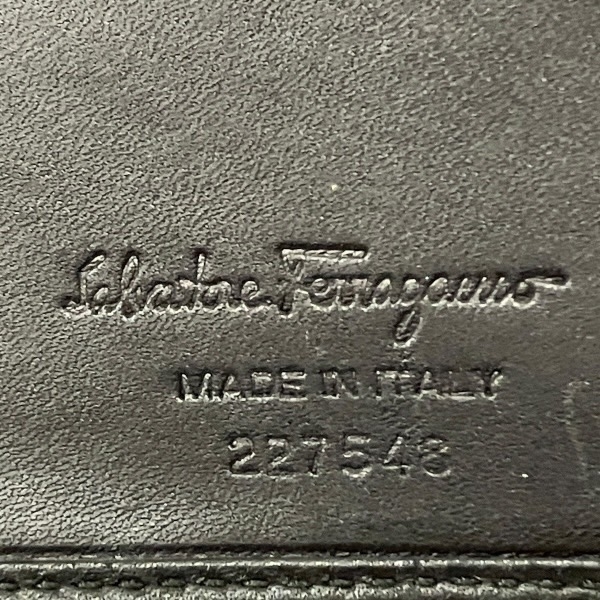 Salvatore Ferragamo
MADE IN ITALY
227548